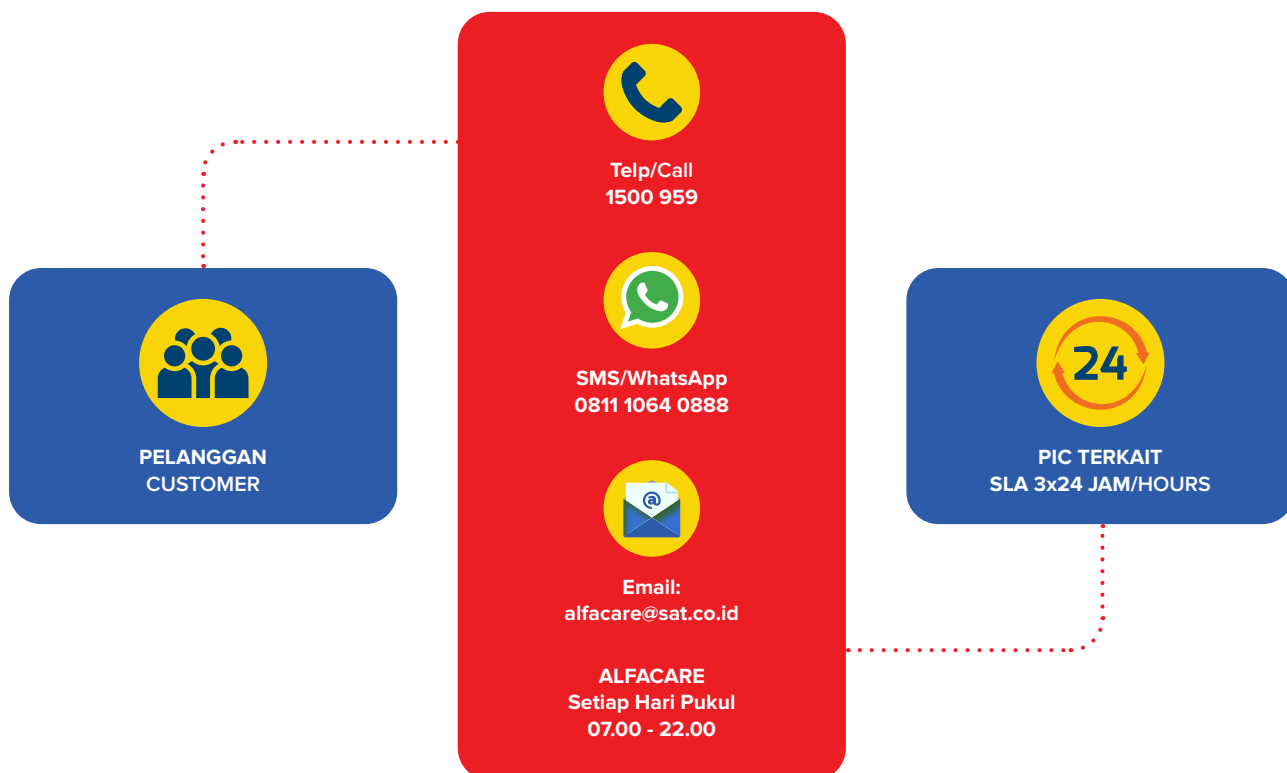 PELANGGAN
CUSTOMER
Telp/Call
1500 959
SMS/WhatsApp
0811 1064 0888
@
Email:
alfacare@sat.co.id
ALFACARE
Setiap Hari Pukul
07.00 - 22.00
24
PIC TERKAIT
SLA 3x24 JAM/HOURS